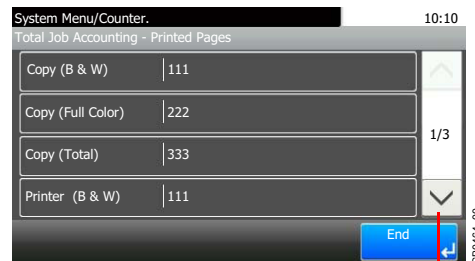 System Menu/Counter.
10:10
Total Job Accounting - Printed Pages
Copy (B & W)
111
Copy (Full Color)
222
Copy (Total)
333
Printer (B & W)
111
1/3
End